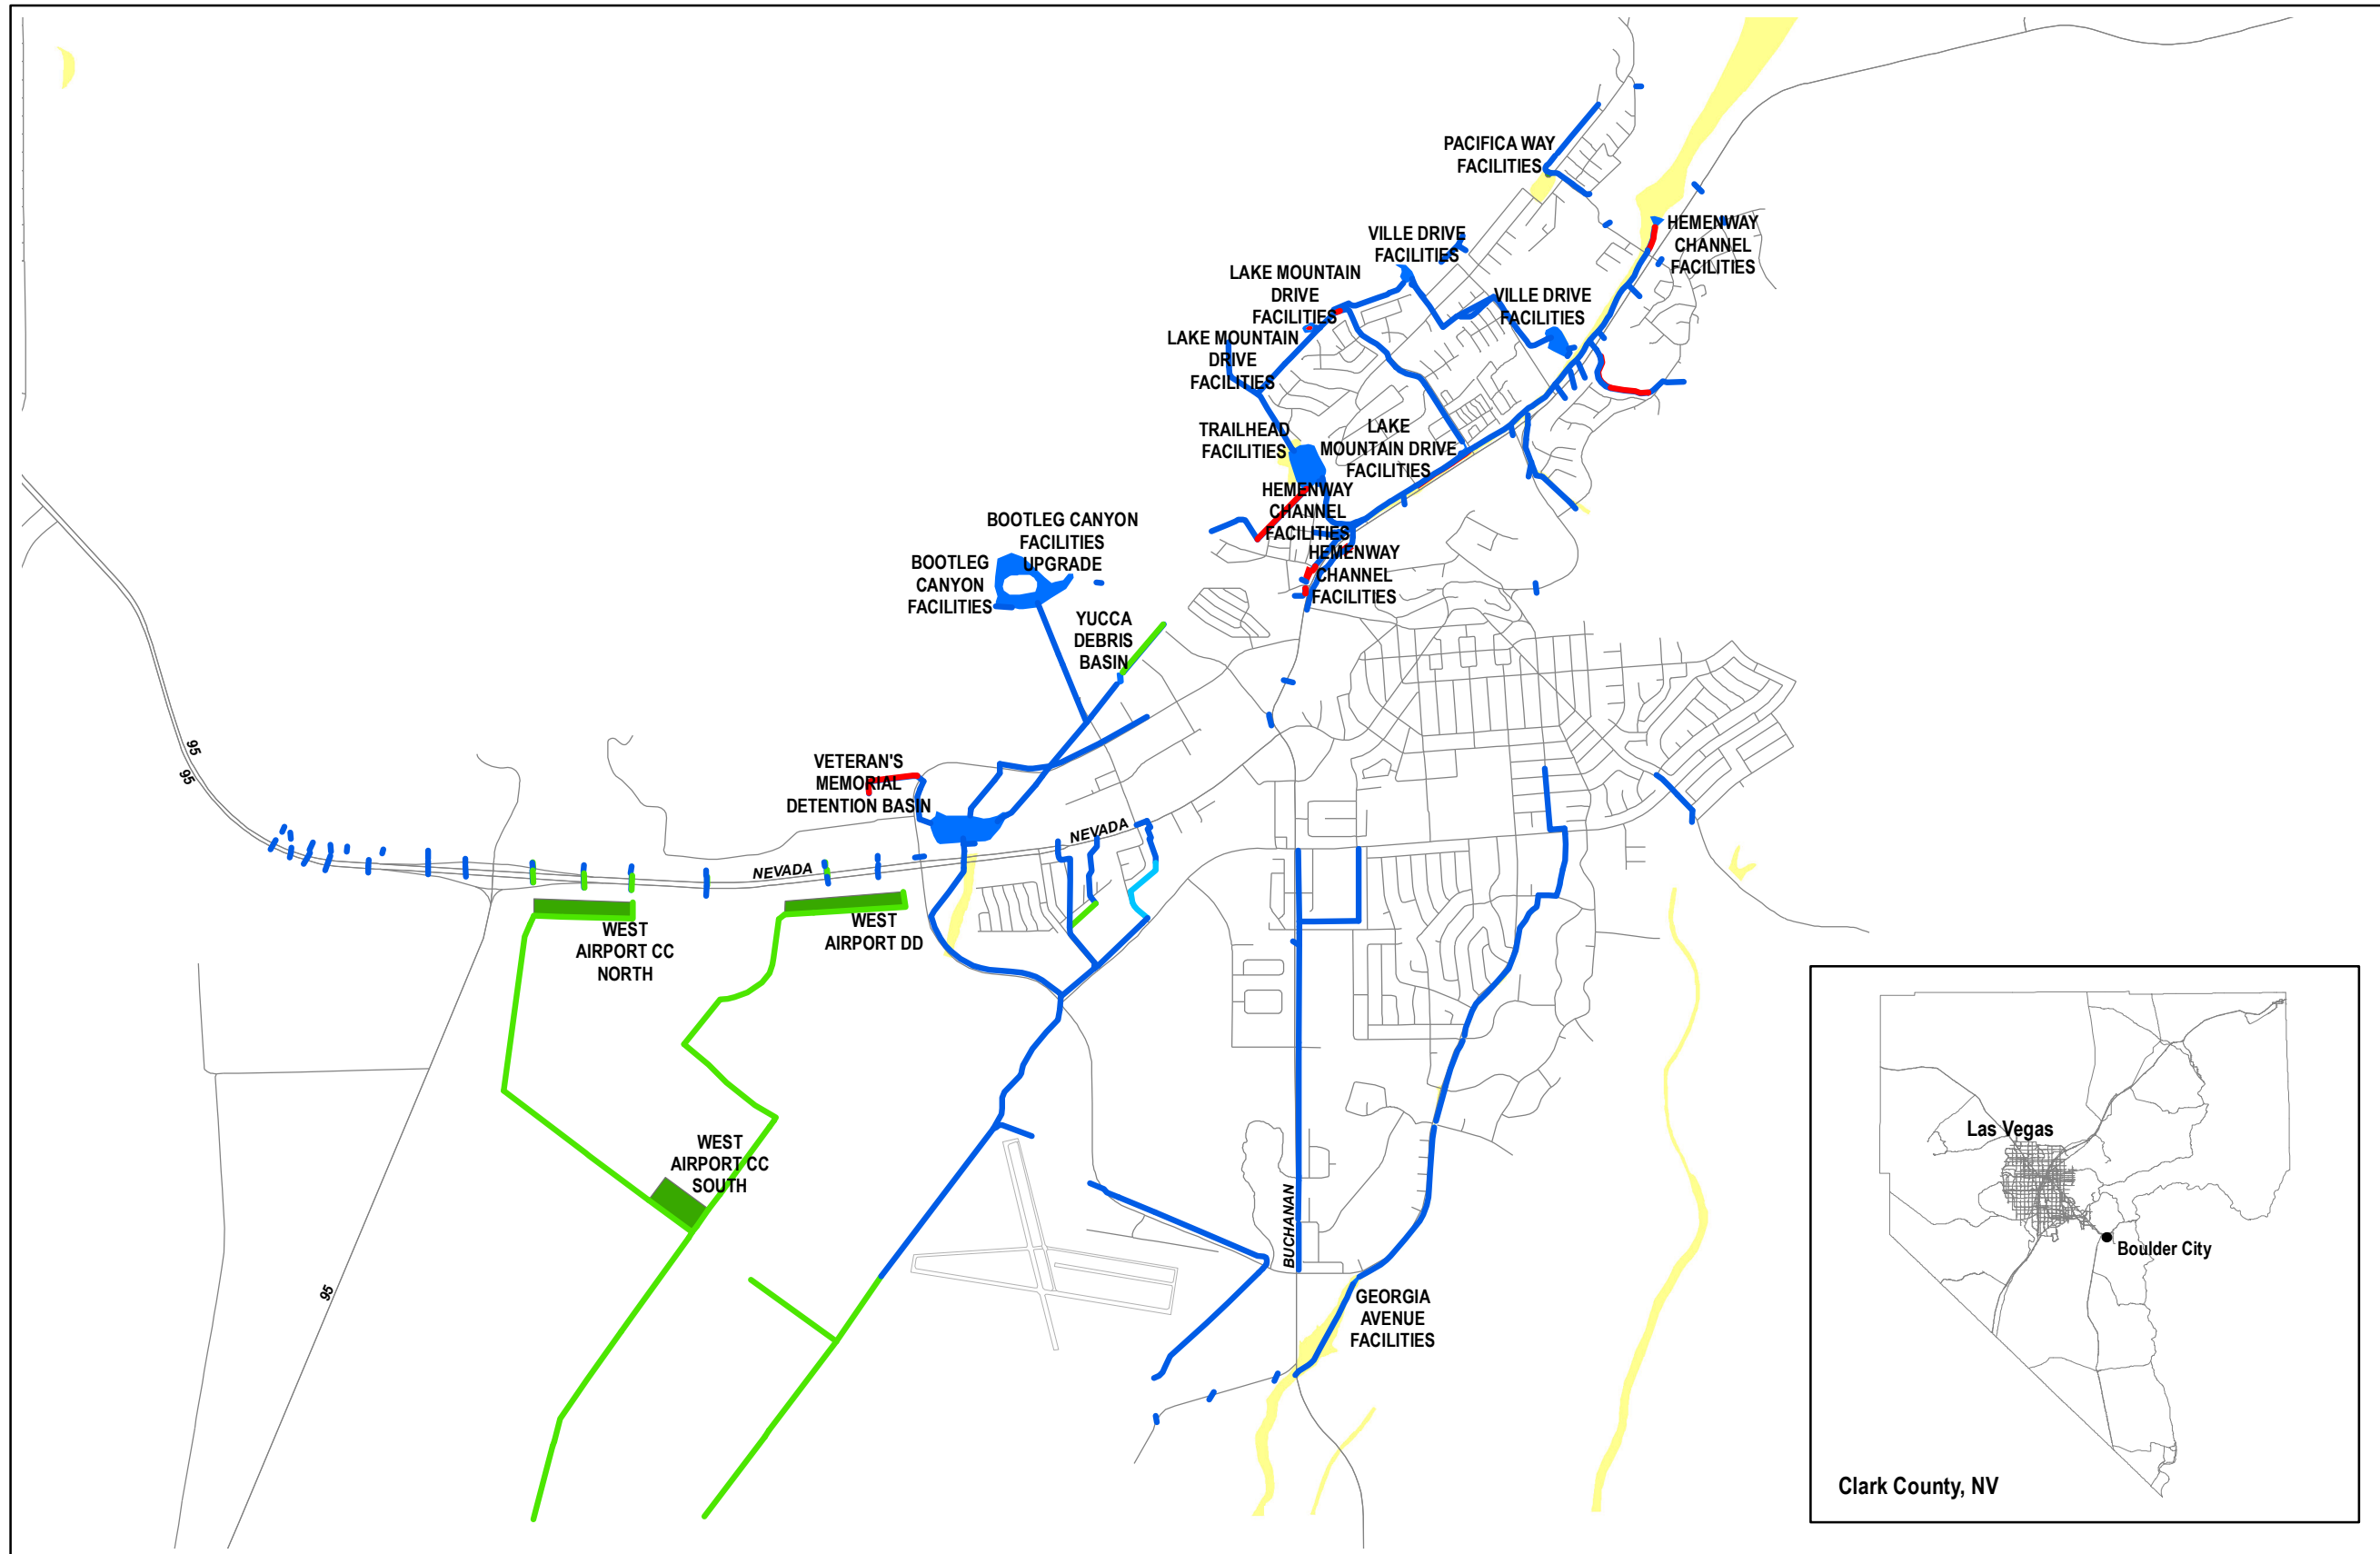 PACIFICA WAY
FACILITIES
HEMENWAY
CHANNEL
FACILITIES
VILLE DRIVE
FACILITIES
LAKE MOUNTAIN
DRIVE
FACILITIES
VILLE DRIVE
FACILITIES
LAKE MOUNTAIN
DRIVE
FACILITIES
TRAILHEAD
FACILITIES
LAKE
MOUNTAIN DRIVE
FACILITIES
HEMENWAY
CHANNEL
FACILITIES
BOOTLEG CANYON
FACILITIES
UPGRADE
BOOTLEG
CANYON
FACILITIES
HEMENWAY
CHANNEL
FACILITIES
YUCCA
DEBRIS
BASIN
95
95
VETERAN'S
MEMORIAL
DETENTION BASIN
NEVADA
NEVADA
WEST
AIRPORT CC
NORTH
WEST
AIRPORT DD
WEST
AIRPORT CC
SOUTH
95
BUCHANAN
GEORGIA
AVENUE
FACILITIES
Las Vegas
Boulder City
Clark County, NV